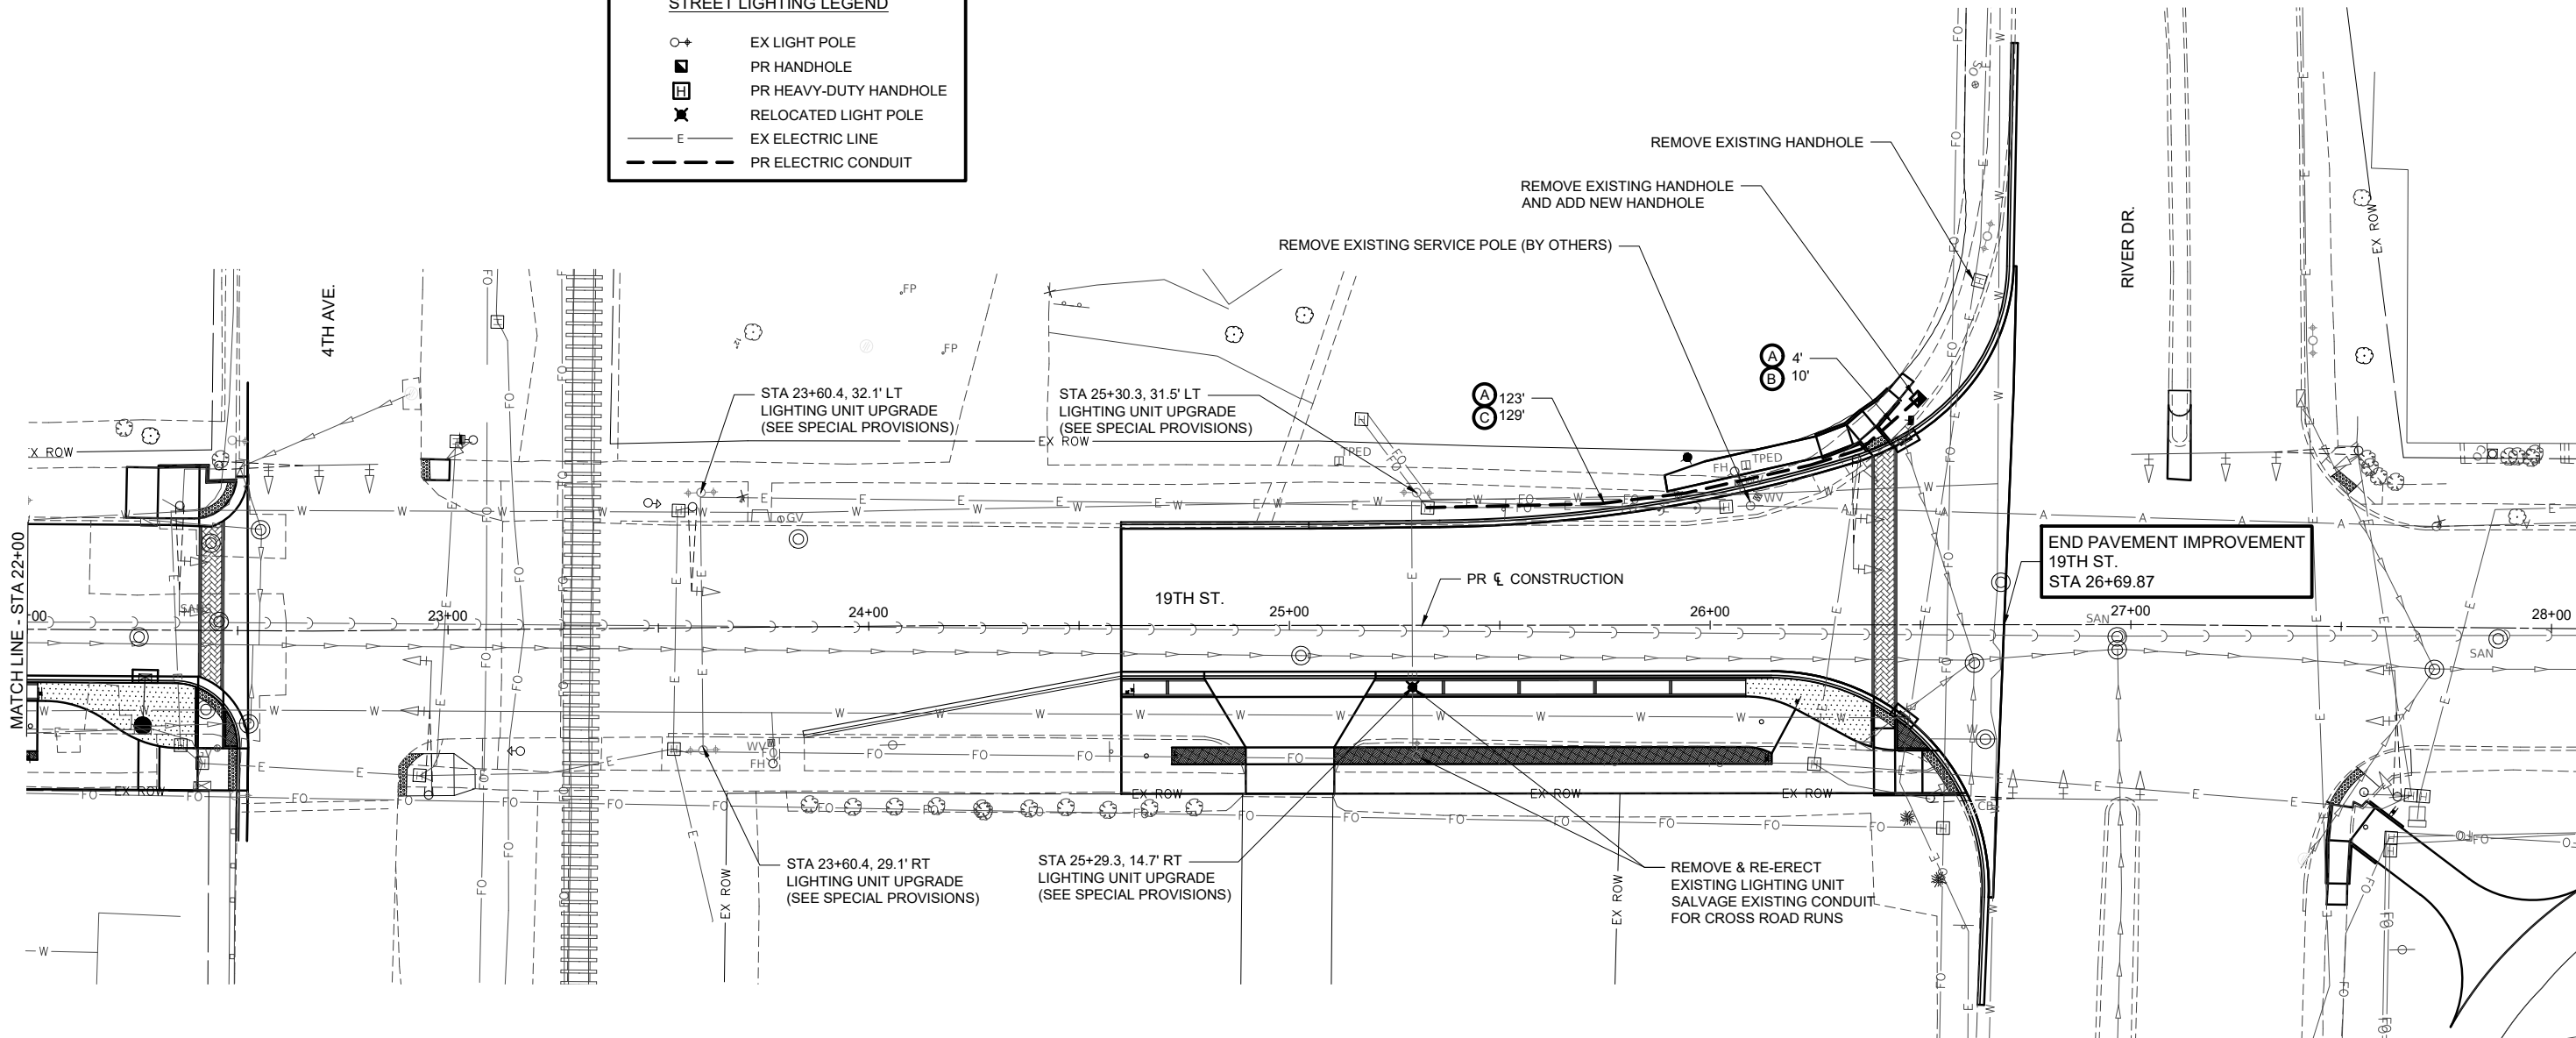 STREET LIGHTING LEGEND
EX LIGHT POLE
PR HANDHOLE
H PR HEAVY-DUTY HANDHOLE
RELOCATED LIGHT POLE
E EX ELECTRIC LINE
PR ELECTRIC CONDUIT
REMOVE EXISTING HANDHOLE
REMOVE EXISTING HANDHOLE
AND ADD NEW HANDHOLE
REMOVE EXISTING SERVICE POLE (BY OTHERS)
4TH AVE.
RIVER DR.
EX ROW
FP
FP
12"
A 4'
B 10'
STA 23+60.4, 32.1' LT
LIGHTING UNIT UPGRADE
(SEE SPECIAL PROVISIONS)
STA 25+30.3, 31.5' LT
LIGHTING UNIT UPGRADE
(SEE SPECIAL PROVISIONS)
A 123'
C 129'
EX ROW
TPED
FH
TPED
WV
GV
MATCH LINE - STA 22+00
END PAVEMENT IMPROVEMENT
19TH ST.
STA 26+69.87
PR ℄ CONSTRUCTION
19TH ST.
23+00
24+00
25+00
26+00
27+00
28+00
SAN
SAN
WV
FO
FH
EX ROW
EX ROW
EX ROW
EX ROW
STA 23+60.4, 29.1' RT
LIGHTING UNIT UPGRADE
(SEE SPECIAL PROVISIONS)
STA 25+29.3, 14.7' RT
LIGHTING UNIT UPGRADE
(SEE SPECIAL PROVISIONS)
REMOVE & RE-ERECT
EXISTING LIGHTING UNIT
SALVAGE EXISTING CONDUIT
FOR CROSS ROAD RUNS
EX ROW
EX ROW